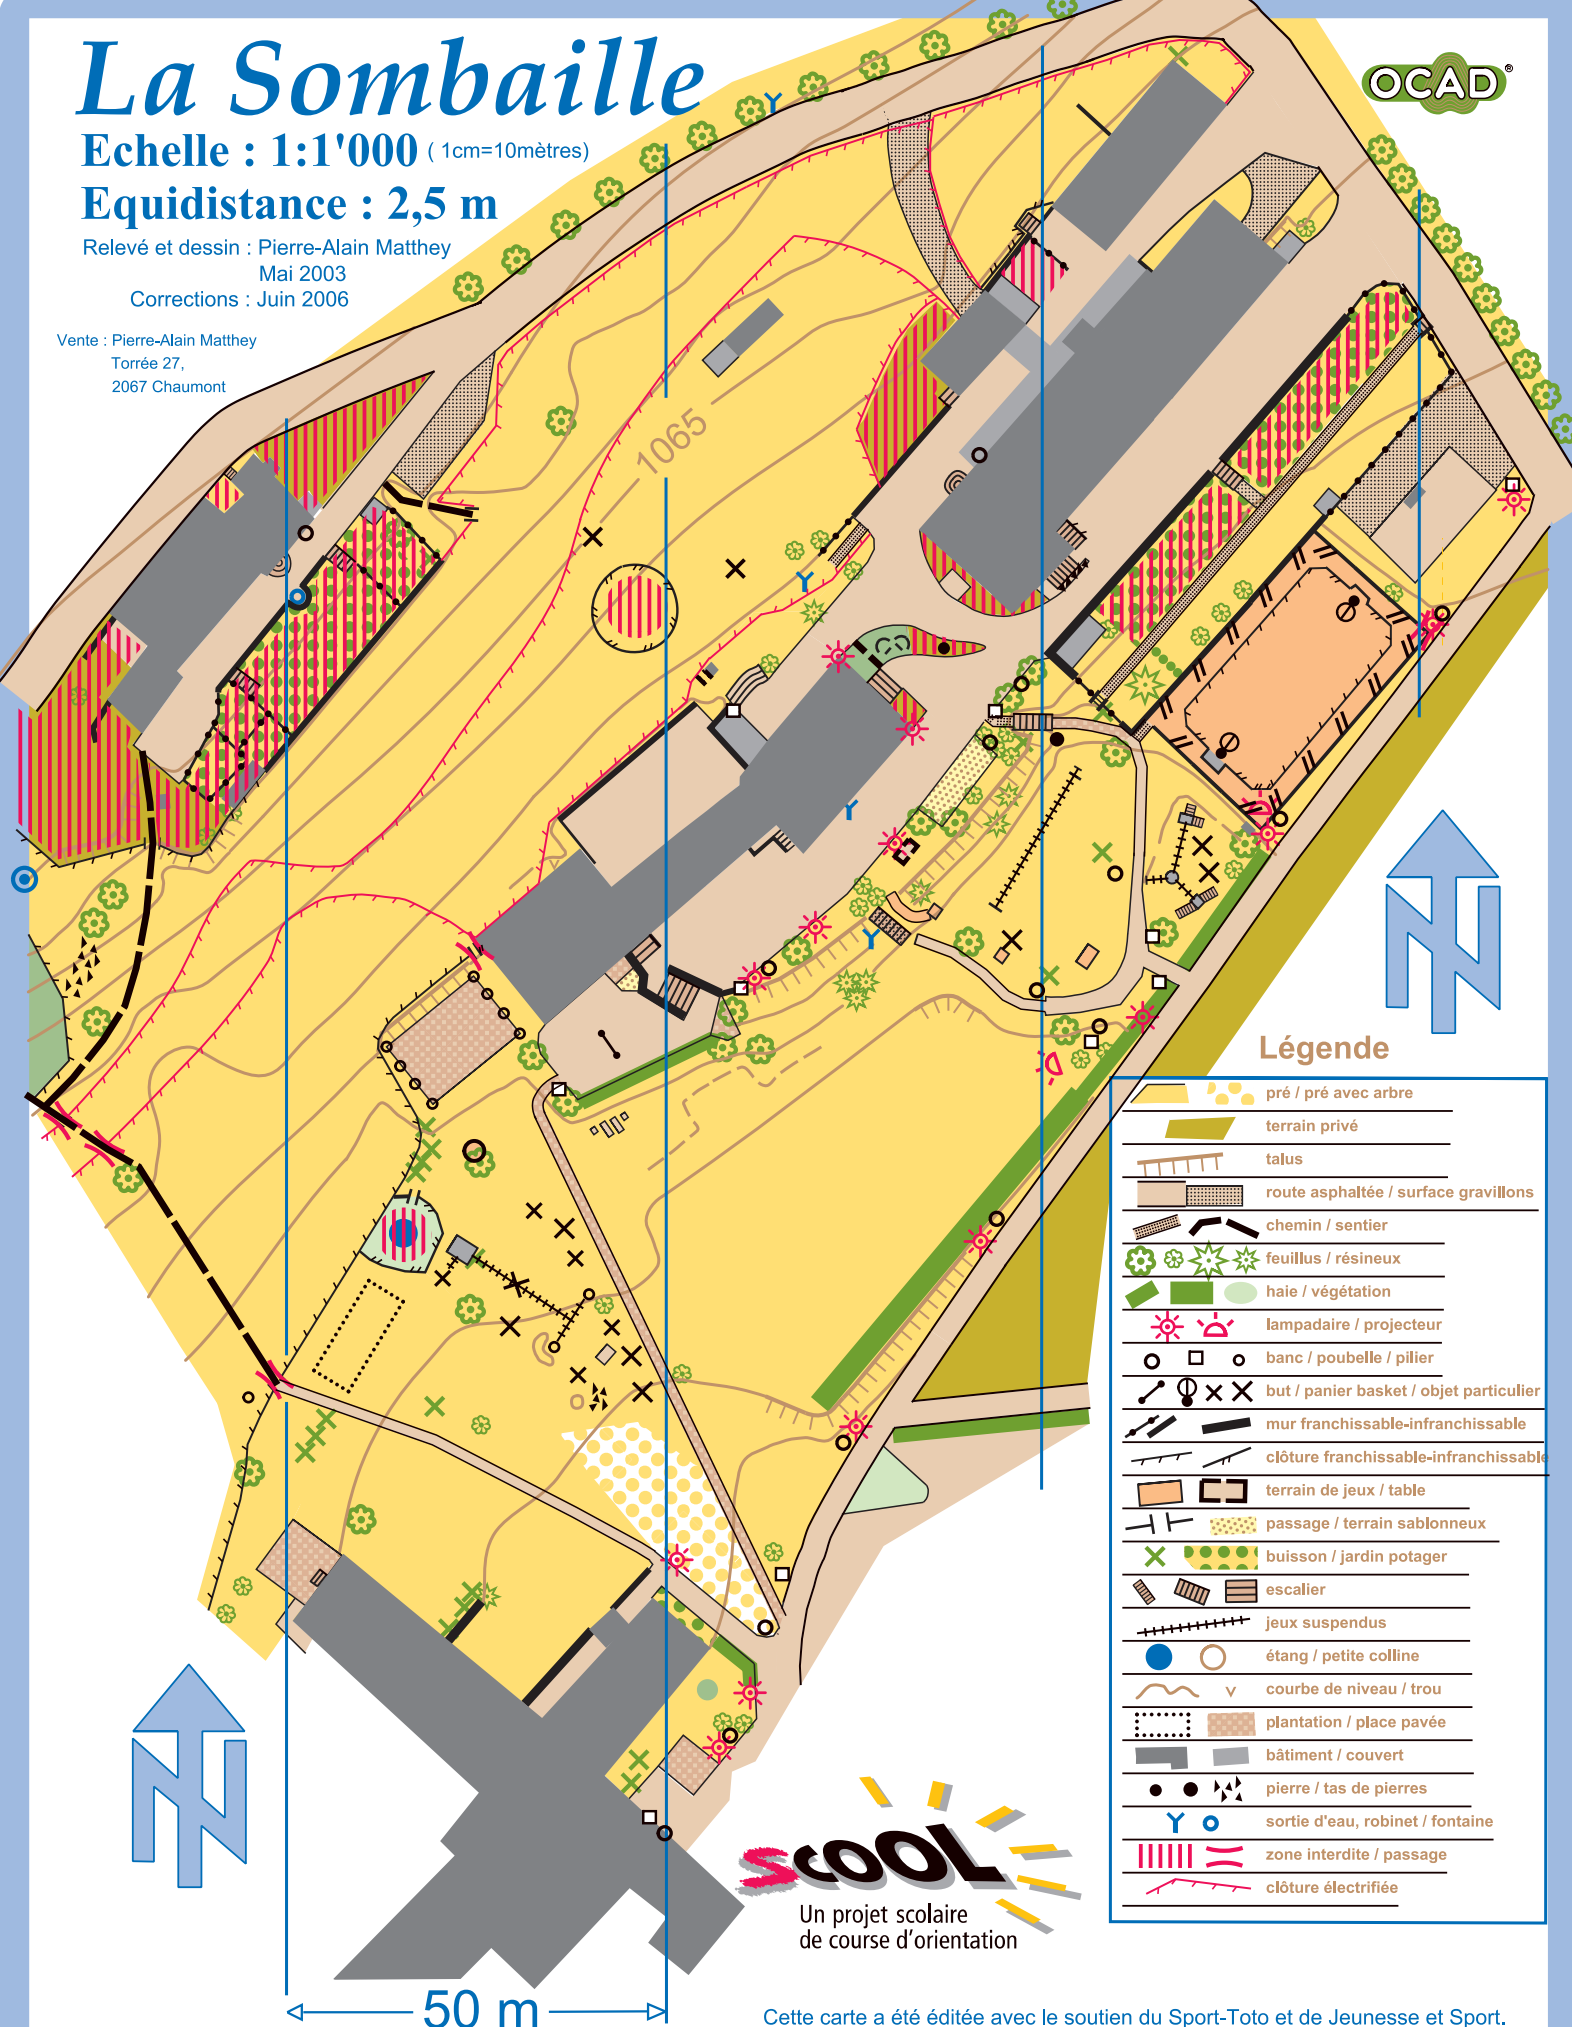 La Sombaille
Echelle : 1:1'000 ( 1cm=10mètres)
Equidistance : 2,5 m
Relevé et dessin : Pierre-Alain Matthey
Mai 2003
Corrections : Juin 2006
Vente : Pierre-Alain Matthey
Torrée 27,
2067 Chaumont
OCAD®
1065
Légende
pré / pré avec arbre
terrain privé
talus
route asphaltée / surface gravillons
chemin / sentier
feuillus / résineux
haie / végétation
lampadaire / projecteur
banc / poubelle / pilier
but / panier basket / objet particulier
mur franchissable-infranchissable
clôture franchissable-infranchissable
terrain de jeux / table
passage / terrain sablonneux
buisson / jardin potager
escalier
jeux suspendus
étang / petite colline
courbe de niveau / trou
plantation / place pavée
bâtiment / couvert
pierre / tas de pierres
sortie d'eau, robinet / fontaine
zone interdite / passage
clôture électrifiée
N
N
sCOOL
Un projet scolaire
de course d'orientation
50 m
Cette carte a été éditée avec le soutien du Sport-Toto et de Jeunesse et Sport.